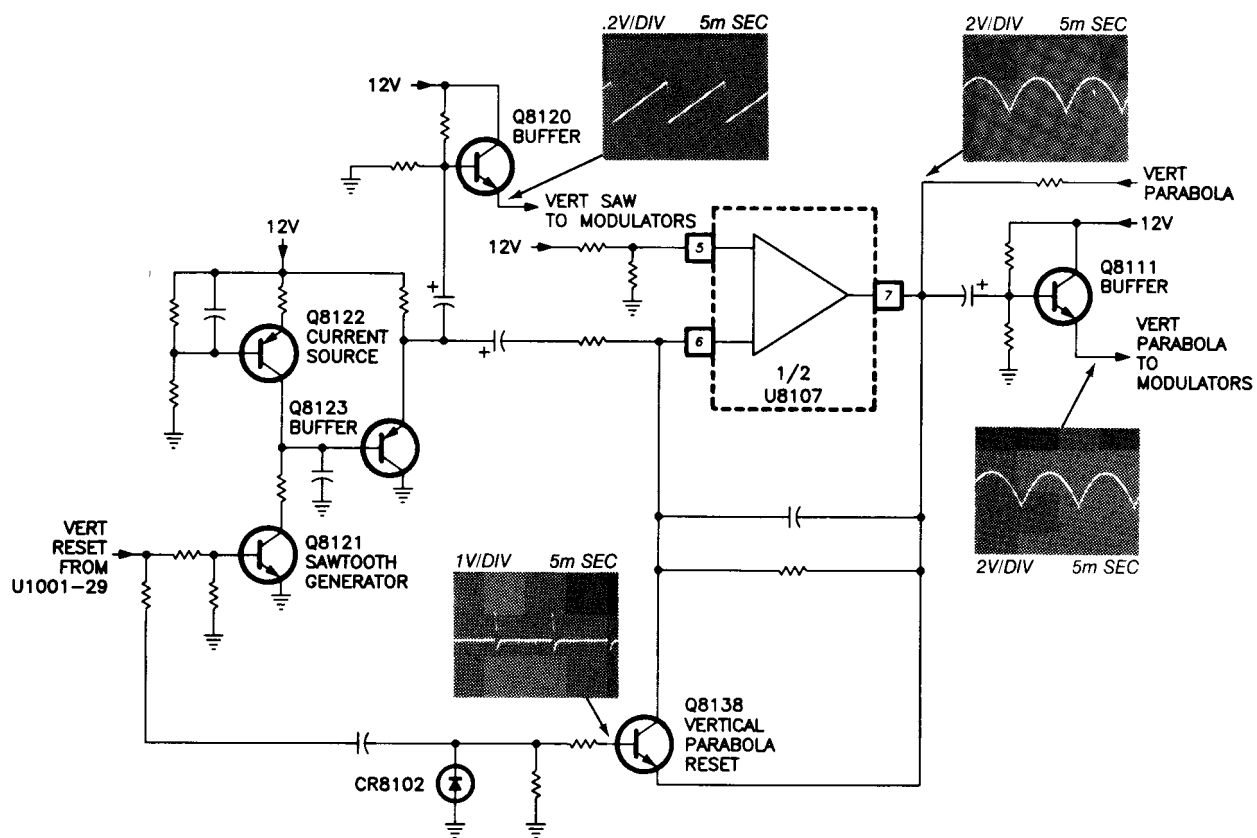 .2V/DIV 5m SEC
2V/DIV 5m SEC
12V
Q8120
BUFFER
VERT SAW
TO MODULATORS
VERT
PARABOLA
12V
12V
5
7
6
1/2
U8107
Q8111
BUFFER
VERT
PARABOLA
TO
MODULATORS
12V
Q8122
CURRENT
SOURCE
Q8123
BUFFER
VERT
RESET
FROM
U1001-29
Q8121
SAWTOOTH
GENERATOR
1V/DIV 5m SEC
2V/DIV 5m SEC
Q8138
VERTICAL
PARABOLA
RESET
CR8102
+
+
+